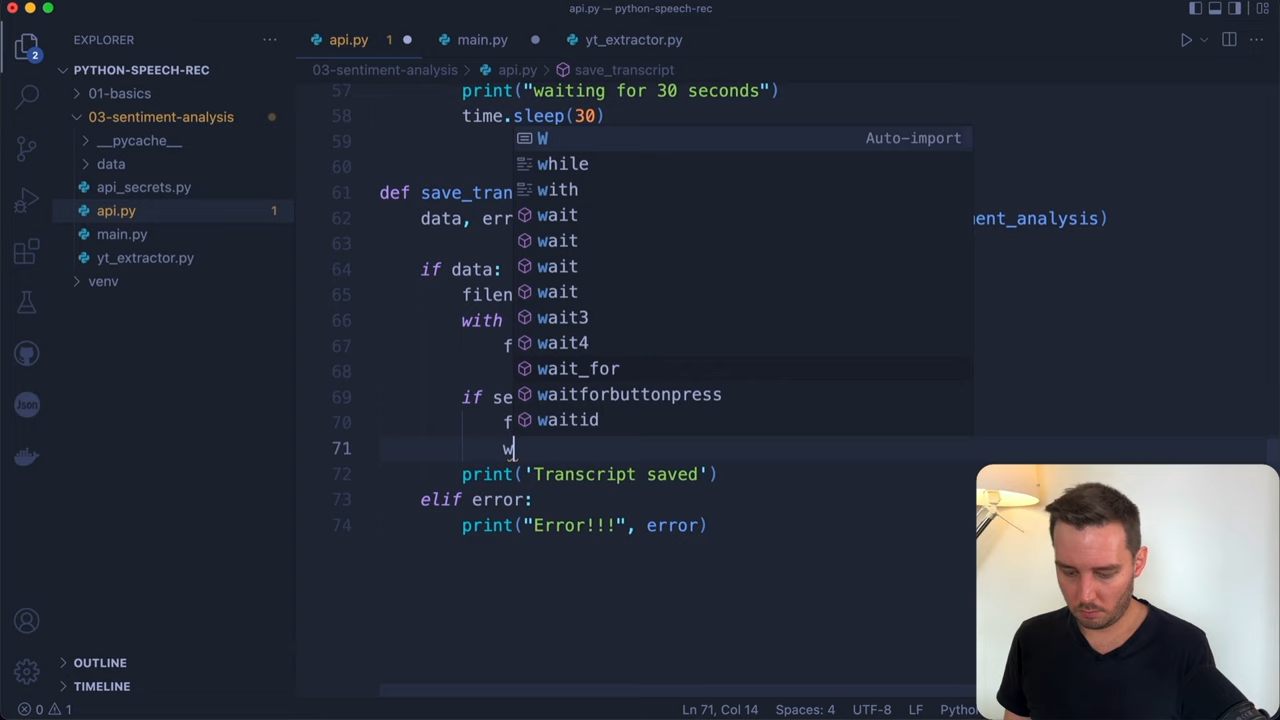 api.py — python-speech-rec
EXPLORER
api.py 1
main.py
yt_extractor.py
2
PYTHON-SPEECH-REC
03-sentiment-analysis
api.py
save_transcript
01-basics
03-sentiment-analysis
__pycache__
data
api_secrets.py
api.py 1
main.py
yt_extractor.py
venv
Json
57 print("waiting for 30 seconds")
58 time.sleep(30)
59
60
61 def save_tran
62 data, err ment_analysis)
63
64 if data:
65 filen
66 with
67 f
68
69 if se
70 f
71 w
72 print('Transcript saved')
73 elif error:
74 print("Error!!!", error)
W Auto-import
while
with
wait
wait
wait
wait
wait3
wait4
wait_for
waitforbuttonpress
waitid
OUTLINE
TIMELINE
0 1
Ln 71, Col 14
Spaces: 4
UTF-8
LF
Python